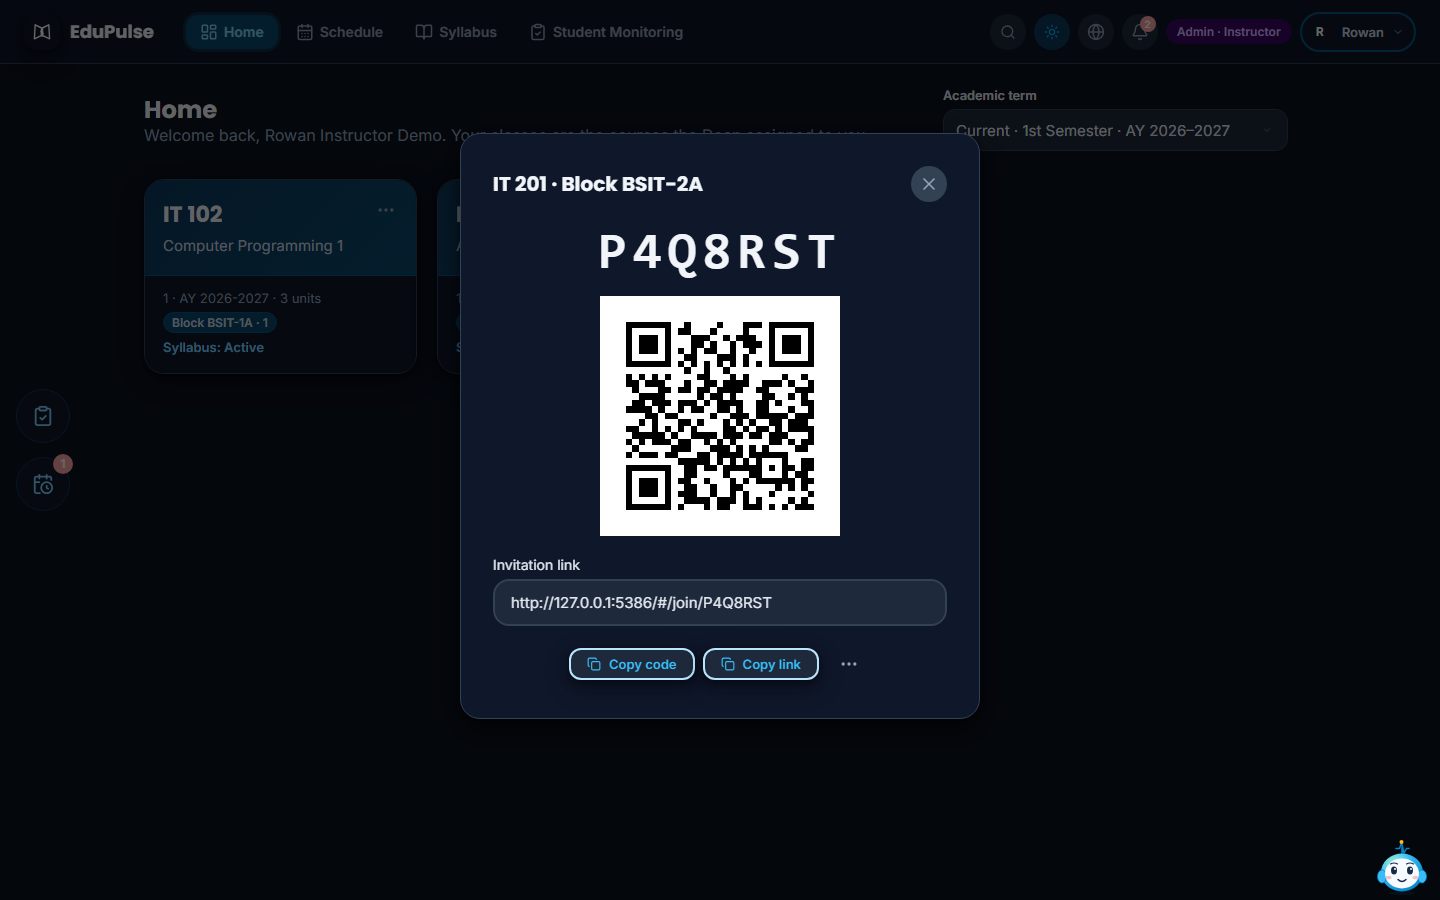 EduPulse
Home
Schedule
Syllabus
Student Monitoring
2
Admin · Instructor
R
Rowan
Home
Welcome back, Rowan Instructor Demo.
Academic term
Current · 1st Semester · AY 2026–2027
IT 102
Computer Programming 1
1 · AY 2026-2027 · 3 units
Block BSIT-1A · 1
Syllabus: Active
1
IT 201 · Block BSIT-2A
P4Q8RST
Invitation link
http://127.0.0.1:5386/#/join/P4Q8RST
Copy code
Copy link